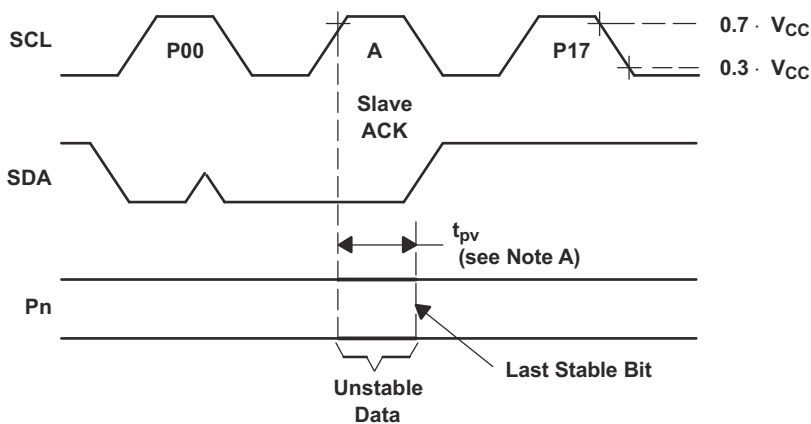 SCL
P00
A
P17
0.7 · VCC
0.3 · VCC
Slave
ACK
SDA
tpv
(see Note A)
Pn
Last Stable Bit
Unstable
Data